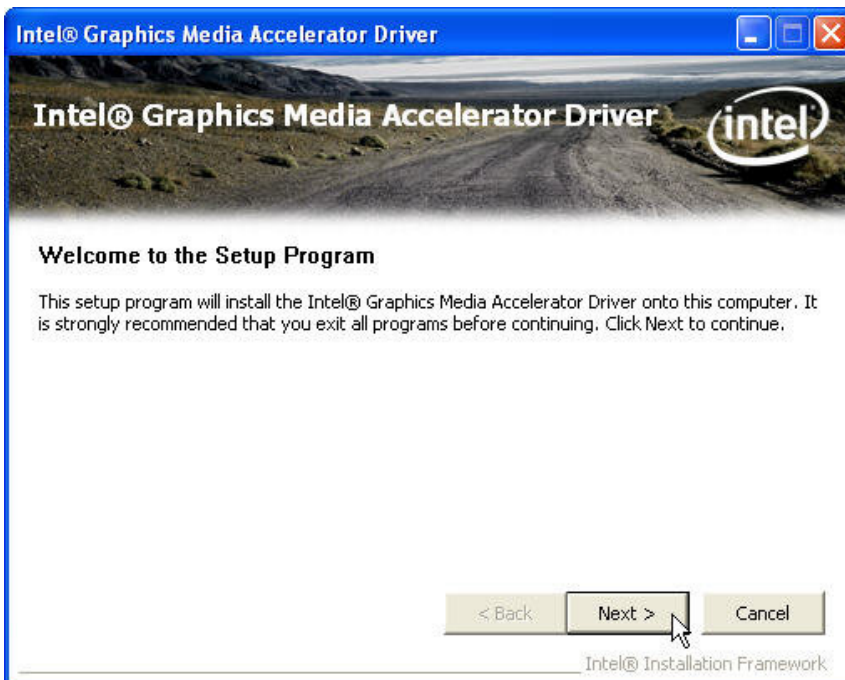 Intel® Graphics Media Accelerator Driver
Intel® Graphics Media Accelerator Driver
intel
Welcome to the Setup Program
This setup program will install the Intel® Graphics Media Accelerator Driver onto this computer. It
is strongly recommended that you exit all programs before continuing. Click Next to continue.
< Back Next > Cancel
Intel® Installation Framework